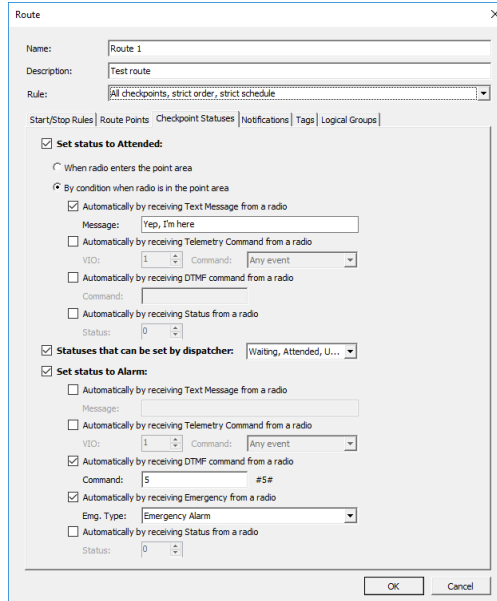 Route
Name: Route 1
Description: Test route
Rule: All checkpoints, strict order, strict schedule
Start/Stop Rules Route Points Checkpoint Statuses Notifications Tags Logical Groups
Set status to Attended:
When radio enters the point area
By condition when radio is in the point area
Automatically by receiving Text Message from a radio
Message: Yep, I'm here
Automatically by receiving Telemetry Command from a radio
VIO: 1 Command: Any event
Automatically by receiving DTMF command from a radio
Command:
Automatically by receiving Status from a radio
Status: 0
Statuses that can be set by dispatcher: Waiting, Attended, U...
Set status to Alarm:
Automatically by receiving Text Message from a radio
Message:
Automatically by receiving Telemetry Command from a radio
VIO: 1 Command: Any event
Automatically by receiving DTMF command from a radio
Command: 5 #5#
Automatically by receiving Emergency from a radio
Emg. Type: Emergency Alarm
Automatically by receiving Status from a radio
Status: 0
OK Cancel